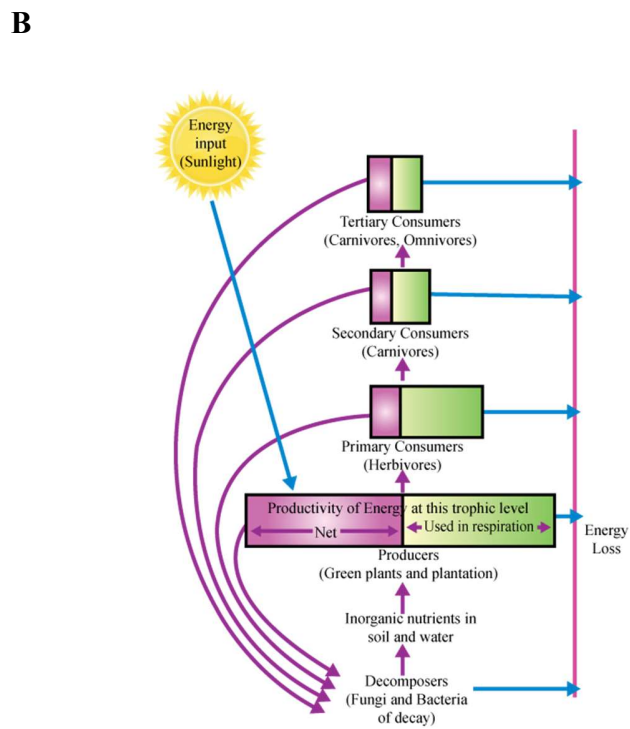 B
Energy
input
(Sunlight)
Tertiary Consumers
(Carnivores, Omnivores)
Secondary Consumers
(Carnivores)
Primary Consumers
(Herbivores)
Productivity of Energy at this trophic level
Net
Used in respiration
Energy
Loss
Producers
(Green plants and plantation)
Inorganic nutrients in
soil and water
Decomposers
(Fungi and Bacteria
of decay)